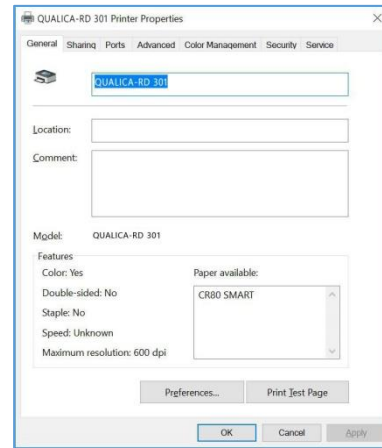 QUALICA-RD 301 Printer Properties
General Sharing Ports Advanced Color Management Security Service
QUALICA-RD 301
Location:
Comment:
Model: QUALICA-RD 301
Features
Color: Yes
Paper available:
Double-sided: No
CR80 SMART
Staple: No
Speed: Unknown
Maximum resolution: 600 dpi
Preferences...
Print Test Page
OK
Cancel
Apply